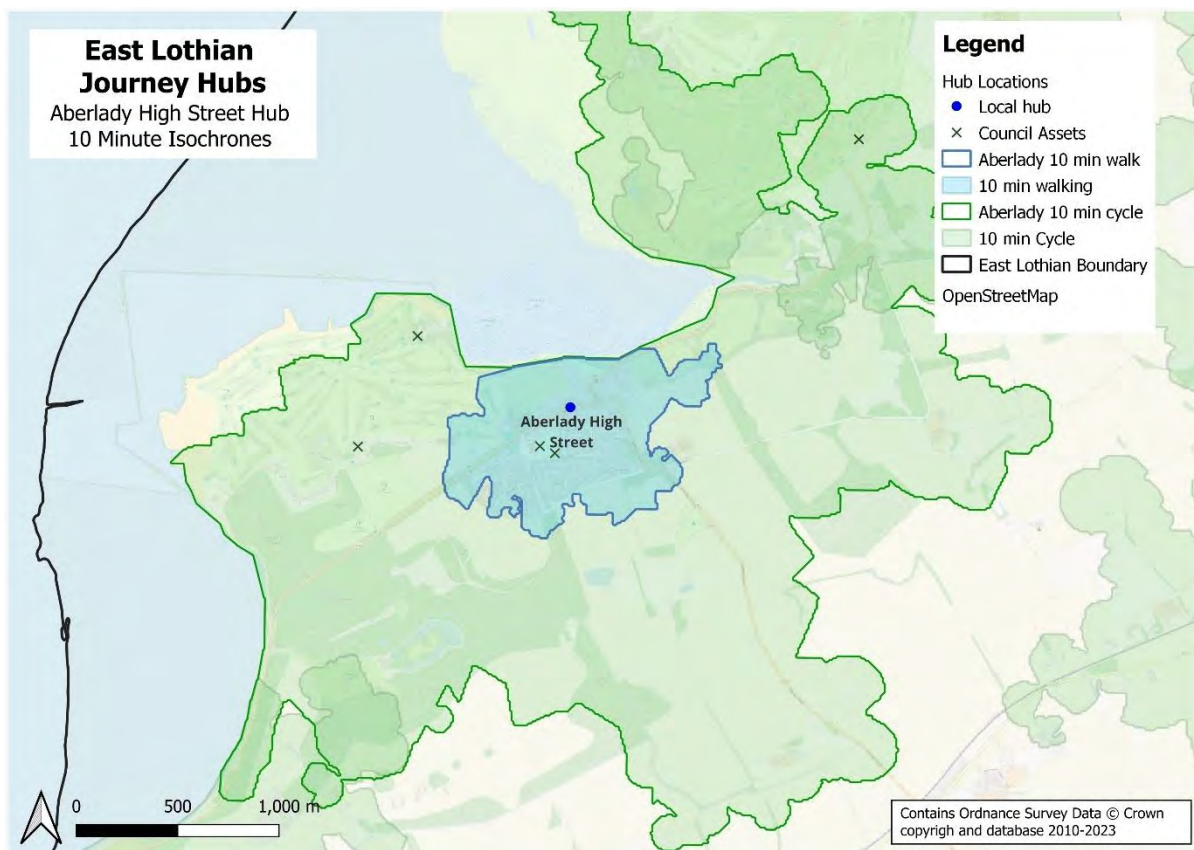 East Lothian
Journey Hubs
Aberlady High Street Hub
10 Minute Isochrones
Legend
Hub Locations
Local hub
Council Assets
Aberlady 10 min walk
10 min walking
Aberlady 10 min cycle
10 min Cycle
East Lothian Boundary
OpenStreetMap
Aberlady High
Street
0 500 1,000 m
Contains Ordnance Survey Data © Crown
copyrigh and database 2010-2023